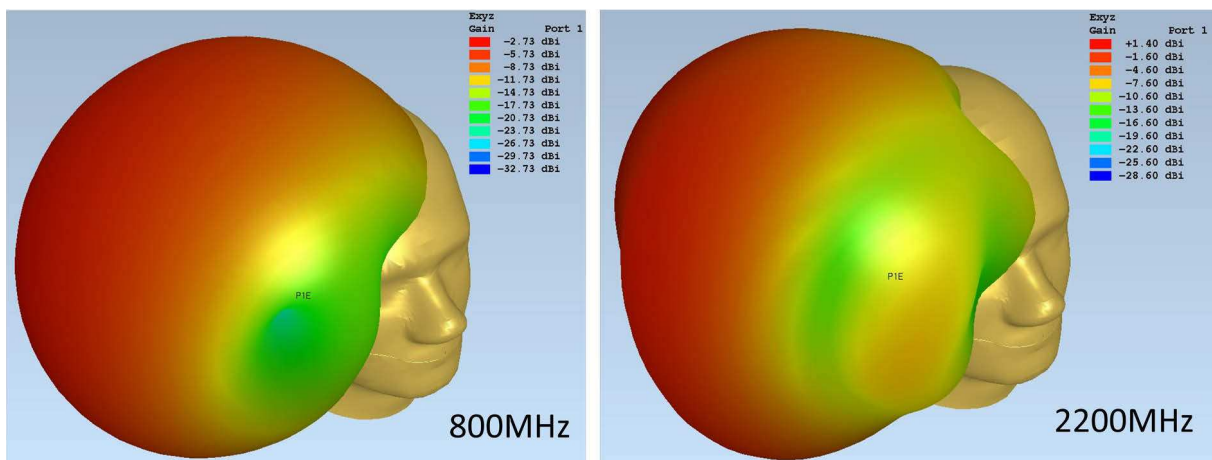 Exyz
Gain Port 1
-2.73 dBi
-5.73 dBi
-8.73 dBi
-11.73 dBi
-14.73 dBi
-17.73 dBi
-20.73 dBi
-23.73 dBi
-26.73 dBi
-29.73 dBi
-32.73 dBi
P1E
800MHz
Exyz
Gain Port 1
+1.40 dBi
-1.60 dBi
-4.60 dBi
-7.60 dBi
-10.60 dBi
-13.60 dBi
-16.60 dBi
-19.60 dBi
-22.60 dBi
-25.60 dBi
-28.60 dBi
P1E
2200MHz